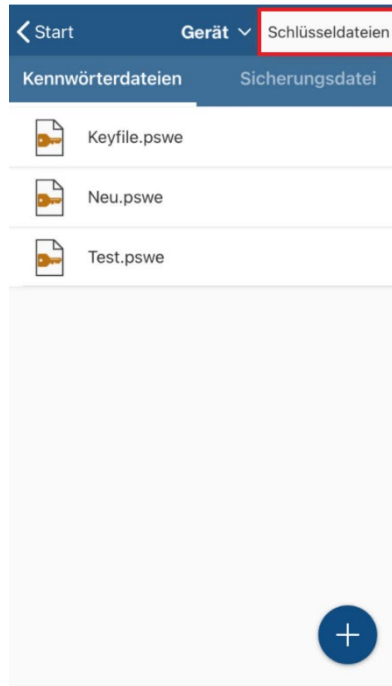 Start Gerät Schlüsseldateien
Kennwörterdateien Sicherungsdatei
Keyfile.pswe
Neu.pswe
Test.pswe